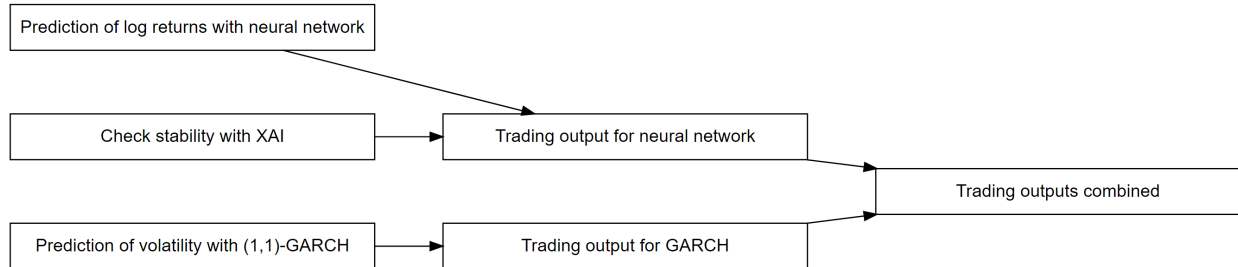 Prediction of log returns with neural network
Check stability with XAI
Trading output for neural network
Trading outputs combined
Prediction of volatility with (1,1)-GARCH
Trading output for GARCH